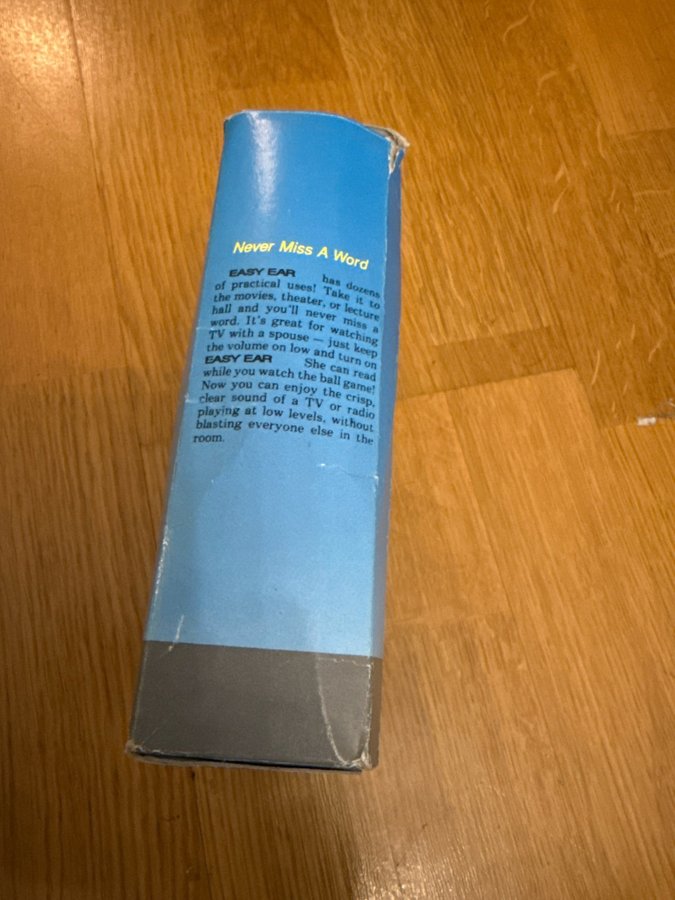 Never Miss A Word
EASY EAR has dozens
of practical uses! Take it to
the movies, theater, or lecture
hall and you'll never miss a
word. It's great for watching
TV with a spouse — just keep
the volume on low and turn on
EASY EAR She can read
while you watch the ball game!
Now you can enjoy the crisp,
clear sound of a TV or radio
playing at low levels, without
blasting everyone else in the
room.